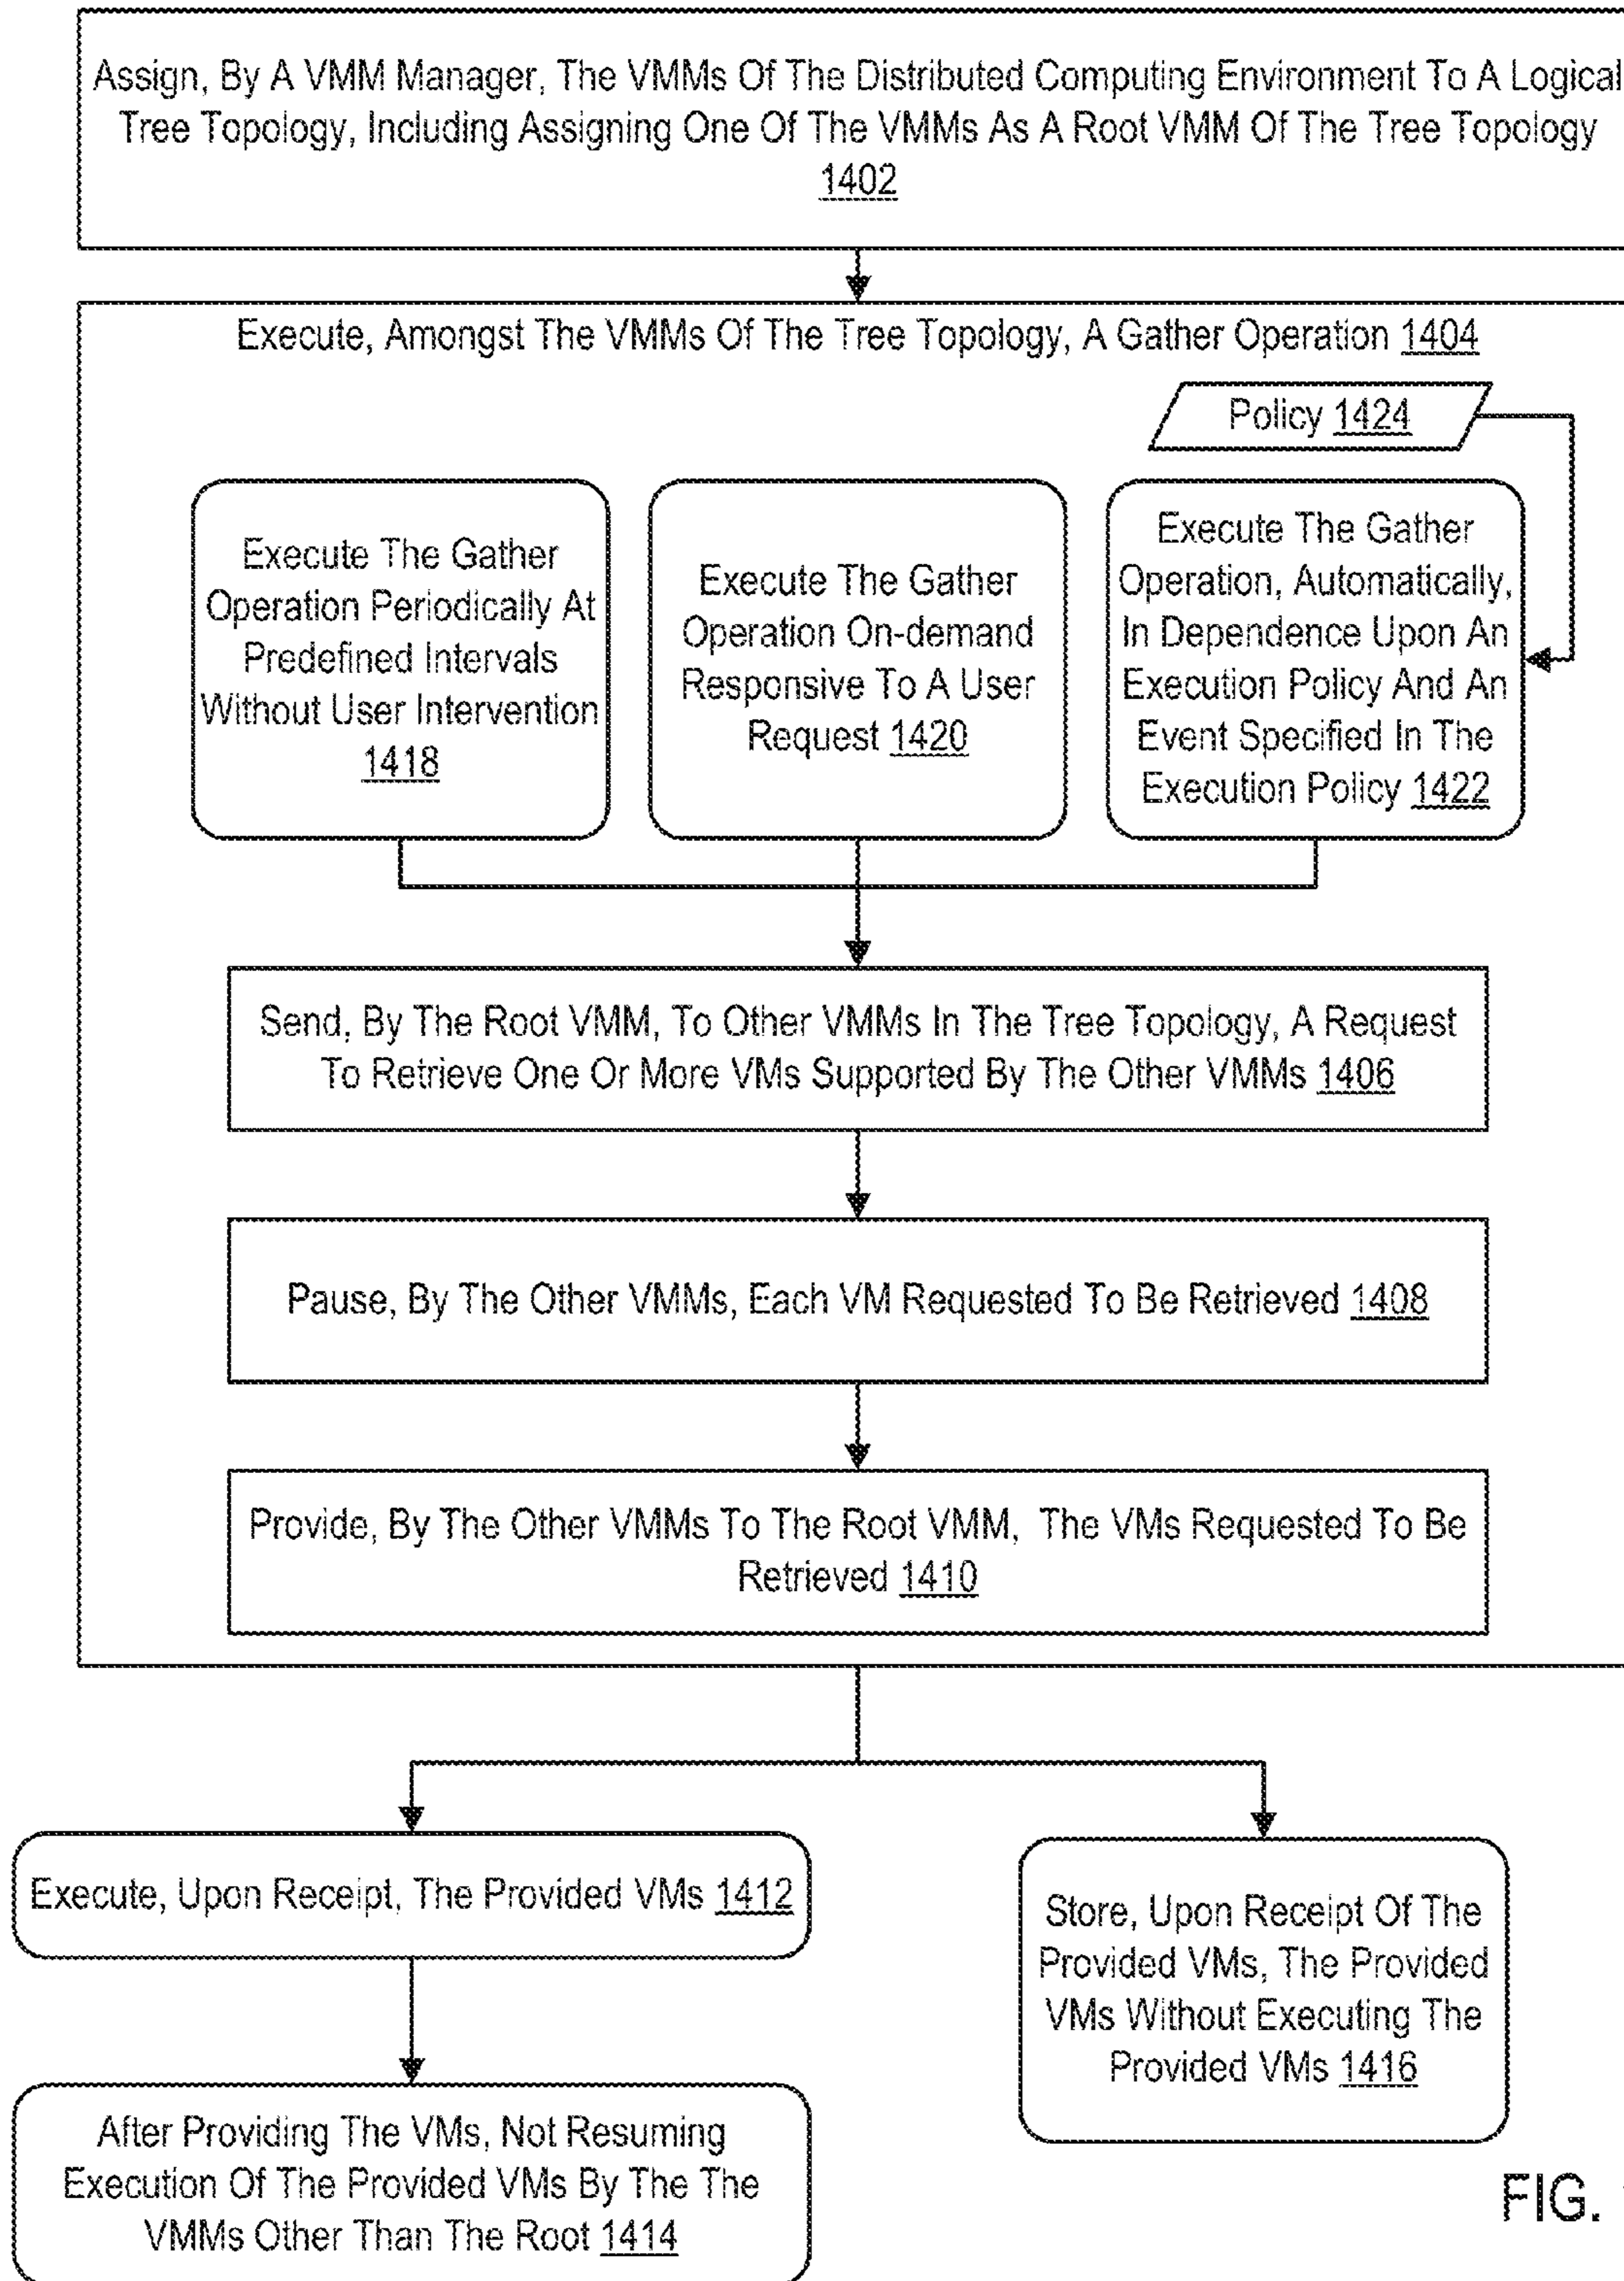 Assign, By A VMM Manager, The VMMs Of The Distributed Computing Environment To A Logical
Tree Topology, Including Assigning One Of The VMMs As A Root VMM Of The Tree Topology
1402
Execute, Amongst The VMMs Of The Tree Topology, A Gather Operation 1404
Policy 1424
Execute The Gather
Operation Periodically At
Predefined Intervals
Without User Intervention
1418
Execute The Gather
Operation On-demand
Responsive To A User
Request 1420
Execute The Gather
Operation, Automatically,
In Dependence Upon An
Execution Policy And An
Event Specified In The
Execution Policy 1422
Send, By The Root VMM, To Other VMMs In The Tree Topology, A Request
To Retrieve One Or More VMs Supported By The Other VMMs 1406
Pause, By The Other VMMs, Each VM Requested To Be Retrieved 1408
Provide, By The Other VMMs To The Root VMM, The VMs Requested To Be
Retrieved 1410
Execute, Upon Receipt, The Provided VMs 1412
Store, Upon Receipt Of The
Provided VMs, The Provided
VMs Without Executing The
Provided VMs 1416
After Providing The VMs, Not Resuming
Execution Of The Provided VMs By The The
VMMs Other Than The Root 1414
FIG.